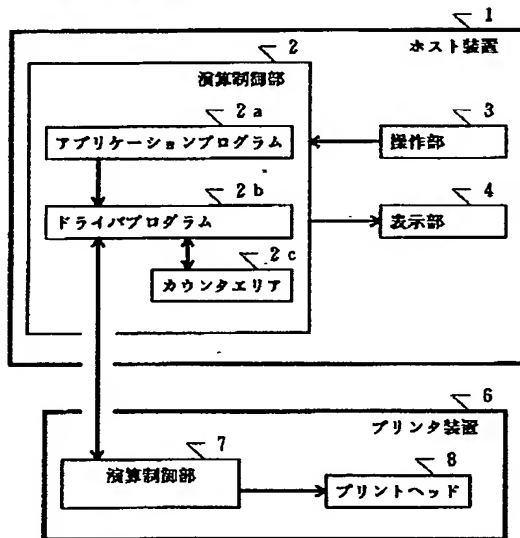 1
ホスト装置
2
演算制御部
2a
アプリケーションプログラム
3
操作部
2b
ドライバプログラム
4
表示部
2c
カウンタエリア
6
プリンタ装置
7
演算制御部
8
プリントヘッド